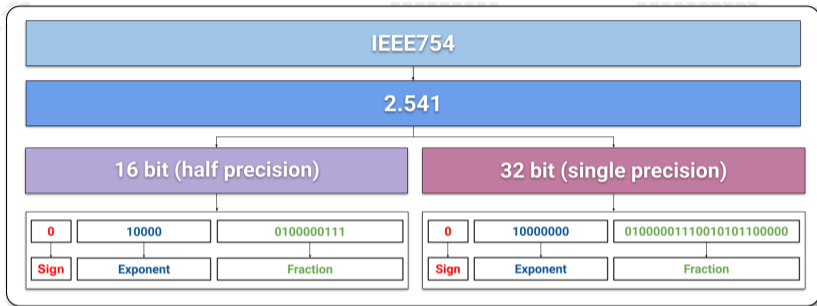 IEEE754
2.541
16 bit (half precision)
32 bit (single precision)
0 10000 0100000111
Sign Exponent Fraction
0 10000000 01000001110010101100000
Sign Exponent Fraction